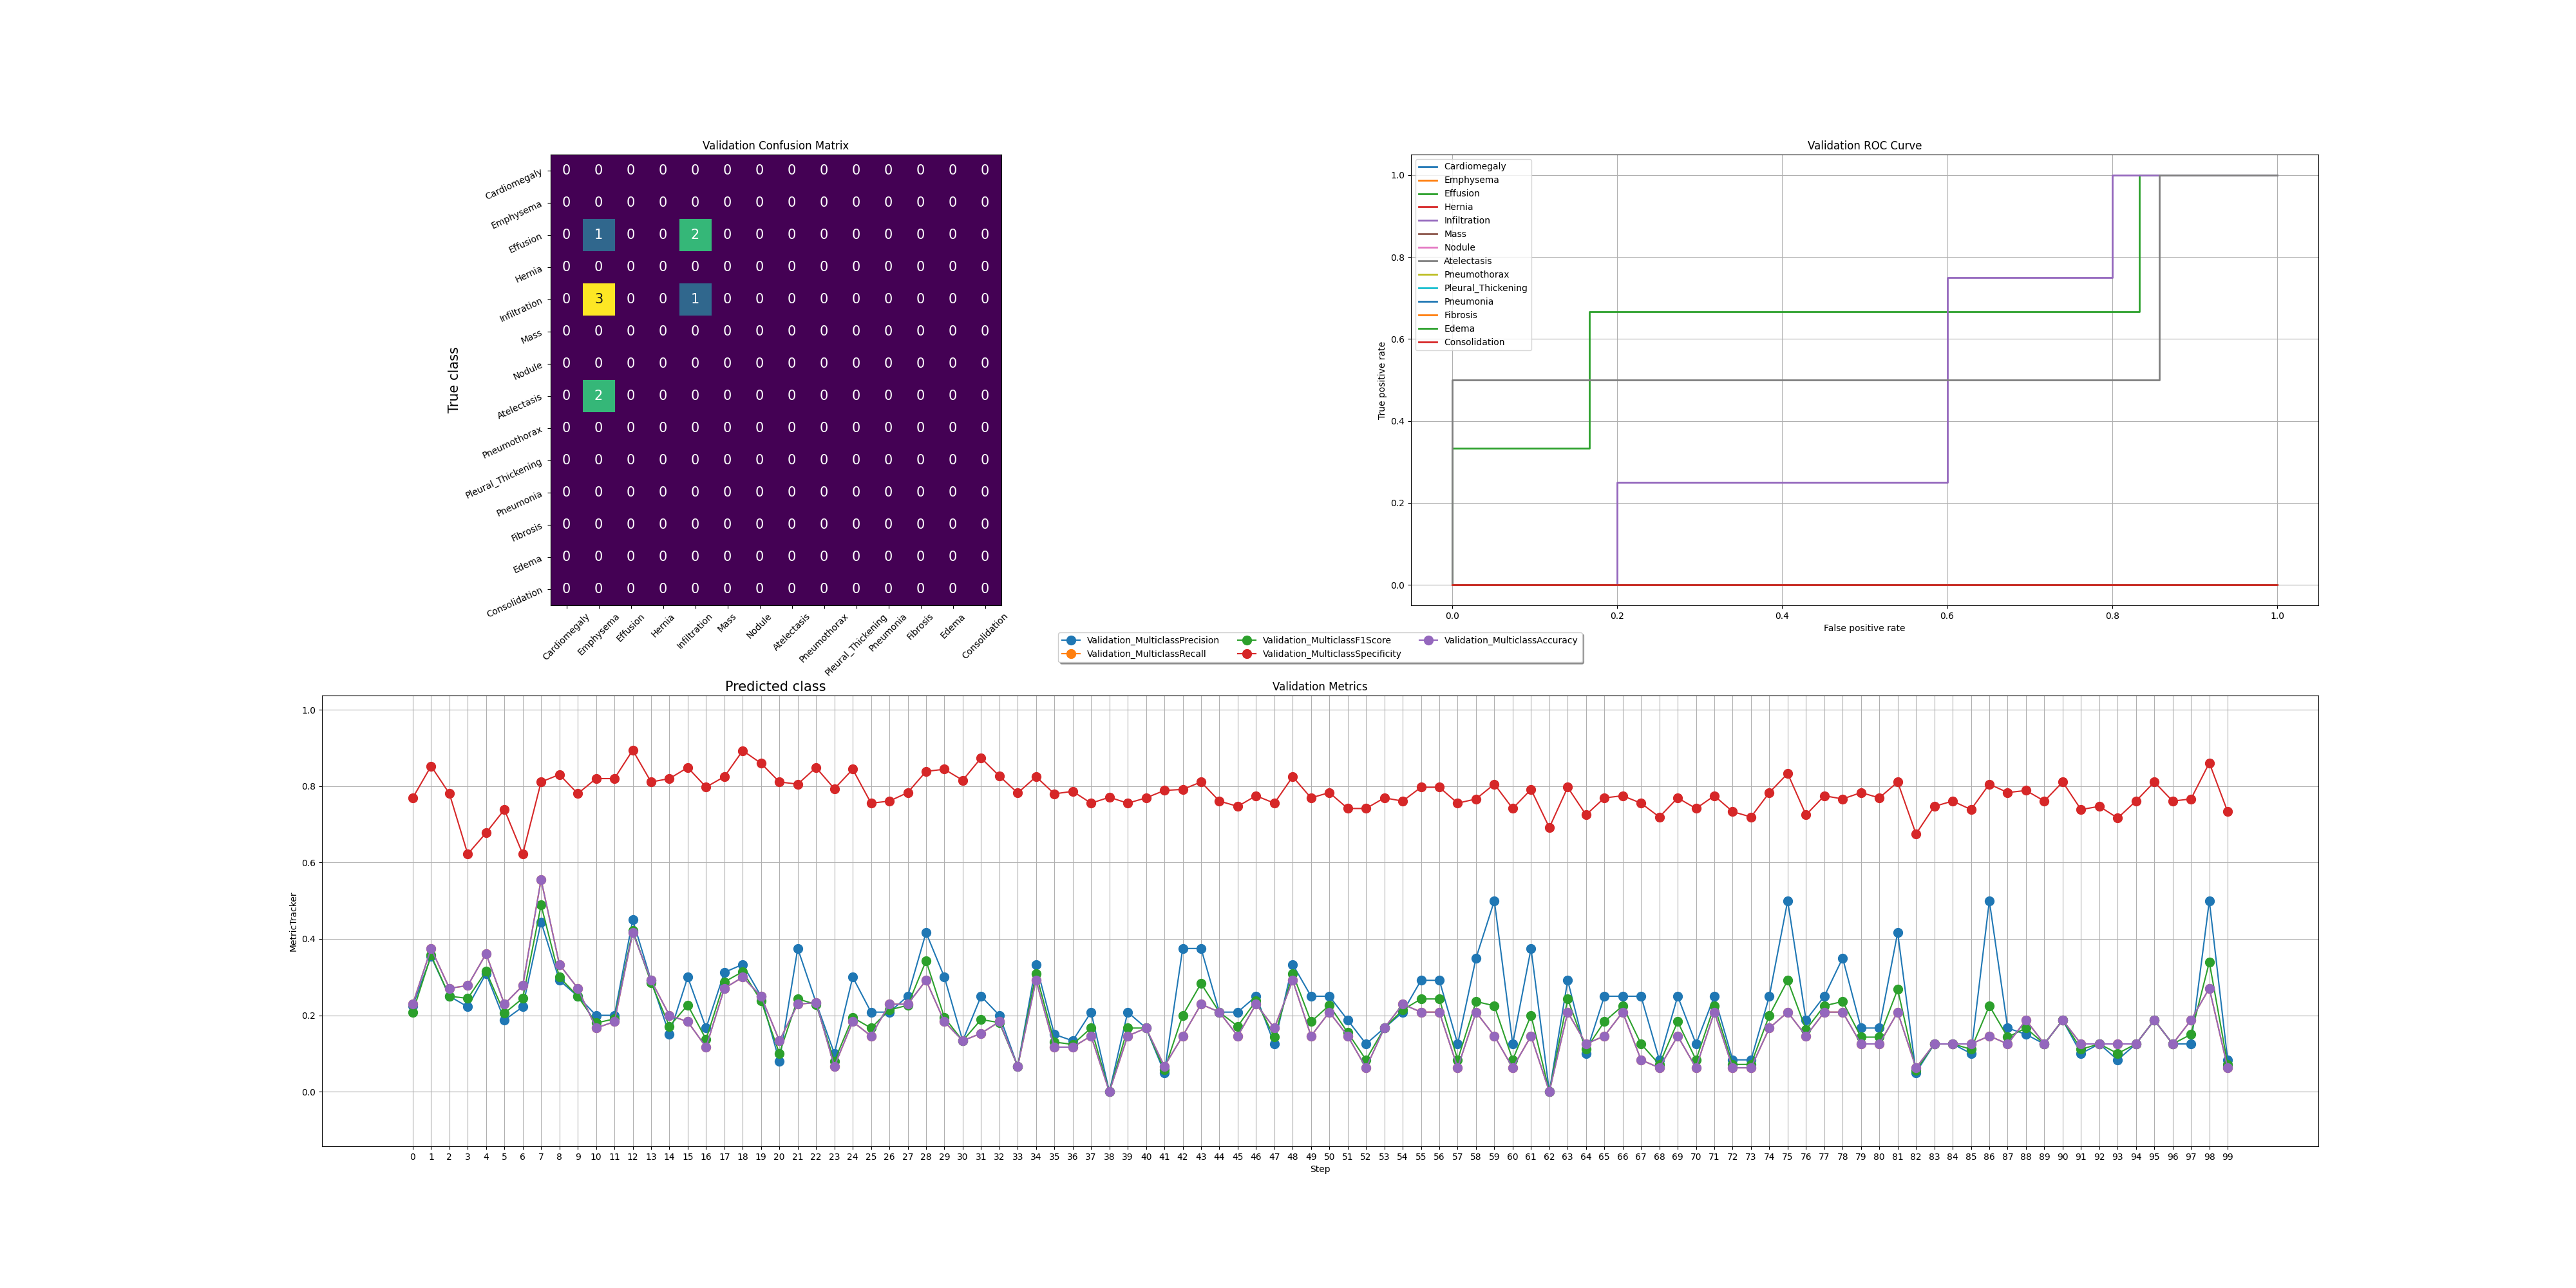 Validation Confusion Matrix
True class
Cardiomegaly 0 0 0 0 0 0 0 0 0 0 0 0 0 0
Emphysema 0 0 0 0 0 0 0 0 0 0 0 0 0 0
Effusion 0 1 0 0 2 0 0 0 0 0 0 0 0 0
Hernia 0 0 0 0 0 0 0 0 0 0 0 0 0 0
Infiltration 0 3 0 0 1 0 0 0 0 0 0 0 0 0
Mass 0 0 0 0 0 0 0 0 0 0 0 0 0 0
Nodule 0 0 0 0 0 0 0 0 0 0 0 0 0 0
Atelectasis 0 2 0 0 0 0 0 0 0 0 0 0 0 0
Pneumothorax 0 0 0 0 0 0 0 0 0 0 0 0 0 0
Pleural_Thickening 0 0 0 0 0 0 0 0 0 0 0 0 0 0
Pneumonia 0 0 0 0 0 0 0 0 0 0 0 0 0 0
Fibrosis 0 0 0 0 0 0 0 0 0 0 0 0 0 0
Edema 0 0 0 0 0 0 0 0 0 0 0 0 0 0
Consolidation 0 0 0 0 0 0 0 0 0 0 0 0 0 0
Cardiomegaly Emphysema Effusion Hernia Infiltration Mass Nodule Atelectasis Pneumothorax Pleural_Thickening Pneumonia Fibrosis Edema Consolidation
Predicted class
Validation ROC Curve
Cardiomegaly
Emphysema
Effusion
Hernia
Infiltration
Mass
Nodule
Atelectasis
Pneumothorax
Pleural_Thickening
Pneumonia
Fibrosis
Edema
Consolidation
True positive rate
1.0
0.8
0.6
0.4
0.2
0.0
0.0 0.2 0.4 0.6 0.8 1.0
False positive rate
Validation_MulticlassPrecision Validation_MulticlassF1Score Validation_MulticlassAccuracy
Validation_MulticlassRecall Validation_MulticlassSpecificity
Validation Metrics
MetricTracker
1.0
0.8
0.6
0.4
0.2
0.0
0 1 2 3 4 5 6 7 8 9 10 11 12 13 14 15 16 17 18 19 20 21 22 23 24 25 26 27 28 29 30 31 32 33 34 35 36 37 38 39 40 41 42 43 44 45 46 47 48 49 50 51 52 53 54 55 56 57 58 59 60 61 62 63 64 65 66 67 68 69 70 71 72 73 74 75 76 77 78 79 80 81 82 83 84 85 86 87 88 89 90 91 92 93 94 95 96 97 98 99
Step